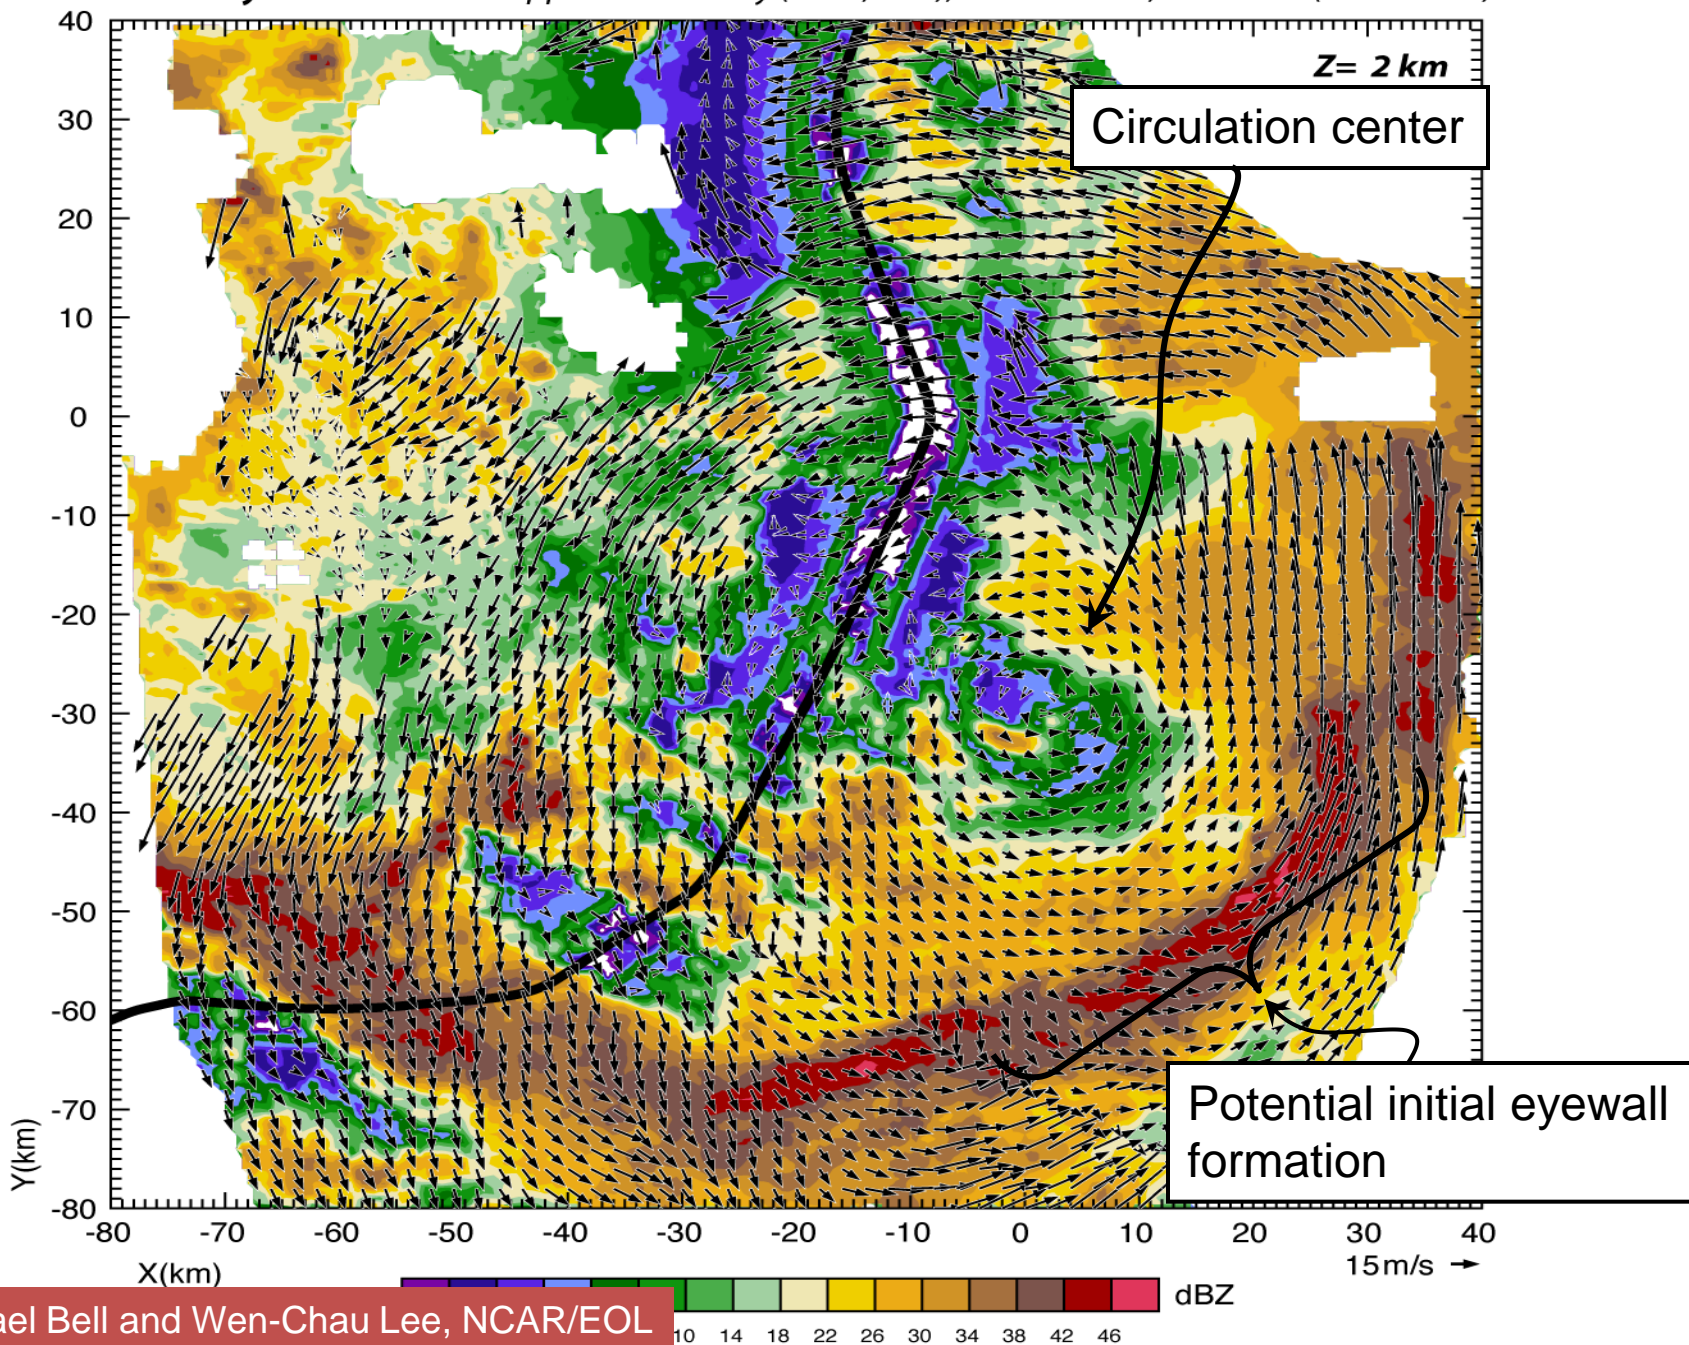 Z= 2 km
Circulation center
40
30
20
10
0
-10
-20
-30
-40
-50
-60
-70
-80
Y(km)
Potential initial eyewall
formation
-80 -70 -60 -50 -40 -30 -20 -10 0 10 20 30 40
X(km)
15m/s
dBZ
10 14 18 22 26 30 34 38 42 46
Bell and Wen-Chau Lee, NCAR/EOL